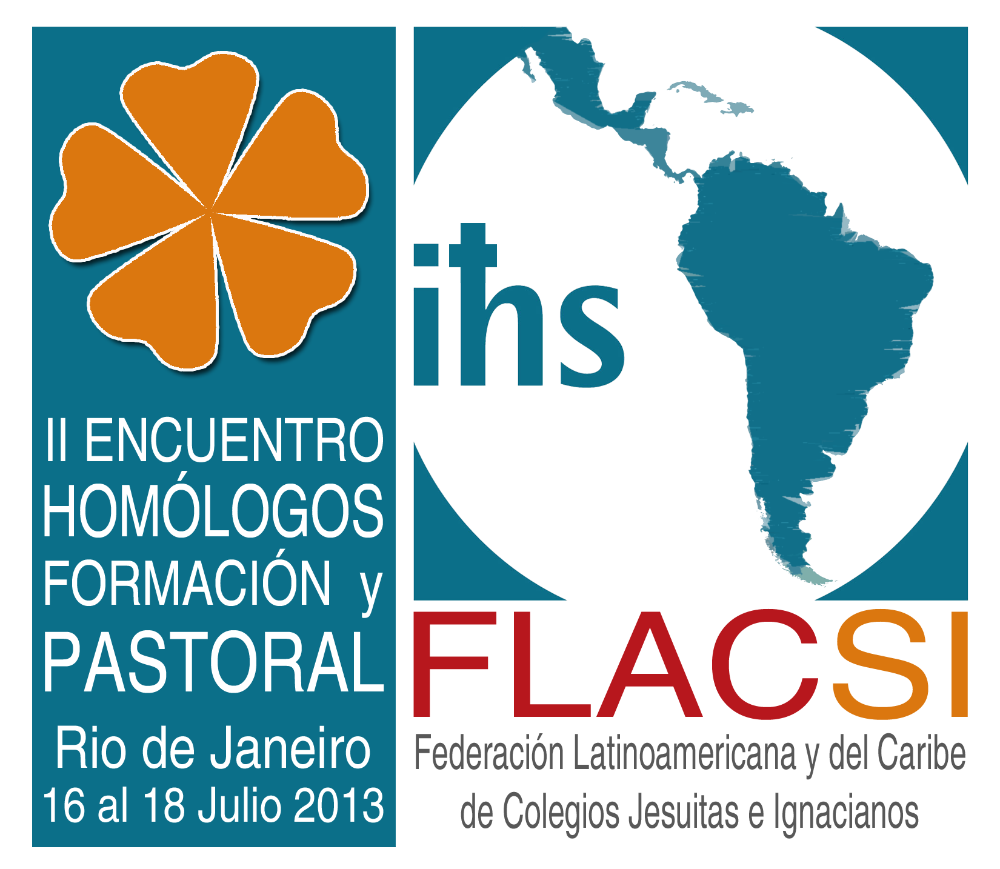 II ENCUENTRO
HOMÓLOGOS
FORMACIÓN y
PASTORAL
Rio de Janeiro
16 al 18 Julio 2013
ihs
FLACSI
Federación Latinoamericana y del Caribe
de Colegios Jesuitas e Ignacianos